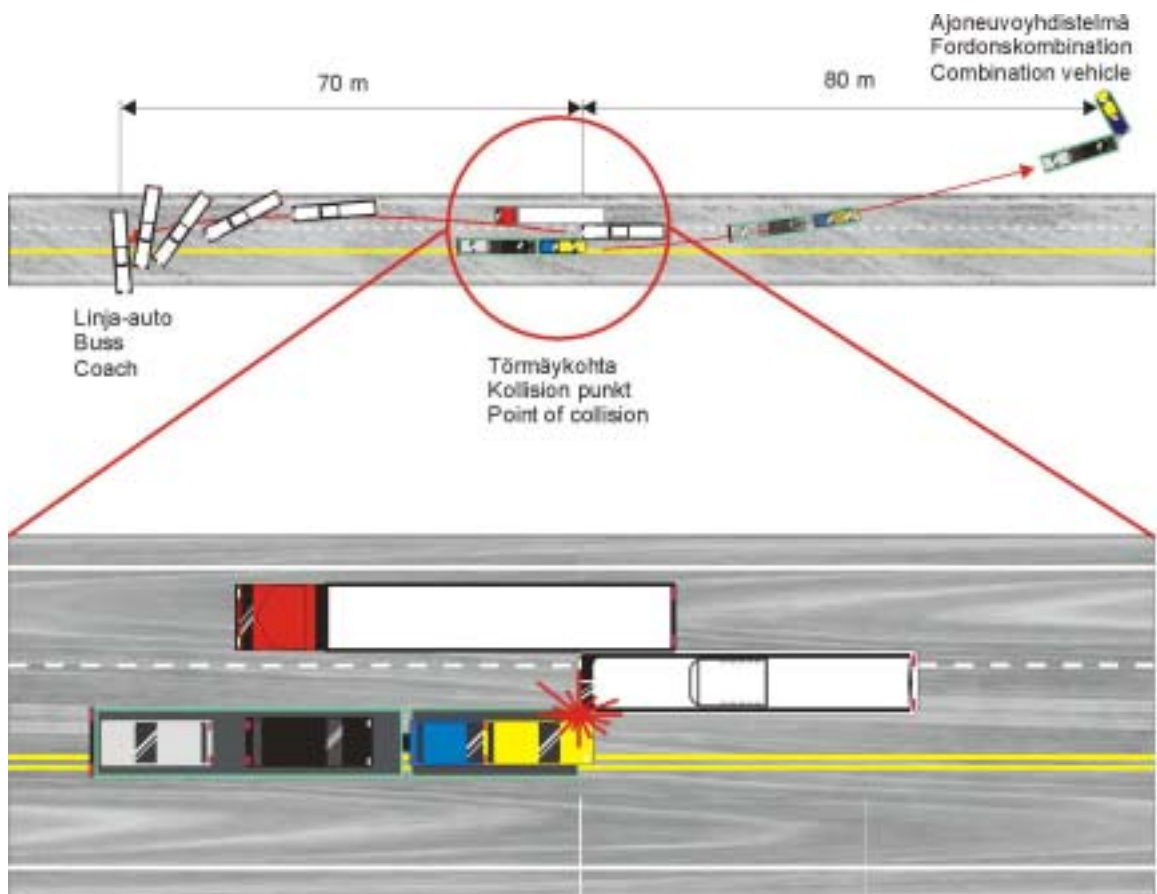 Ajoneuvoyhdistelmä
Fordonskombination
Combination vehicle
70 m
80 m
Linja-auto
Buss
Coach
Törmäykohta
Kollision punkt
Point of collision